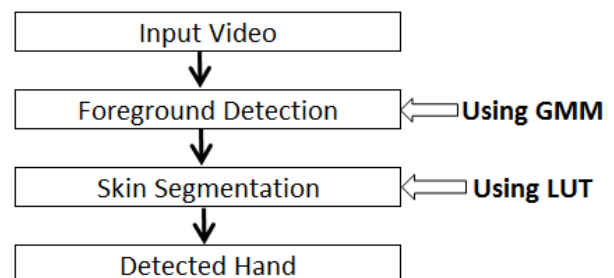 Input Video
Foreground Detection
Using GMM
Skin Segmentation
Using LUT
Detected Hand